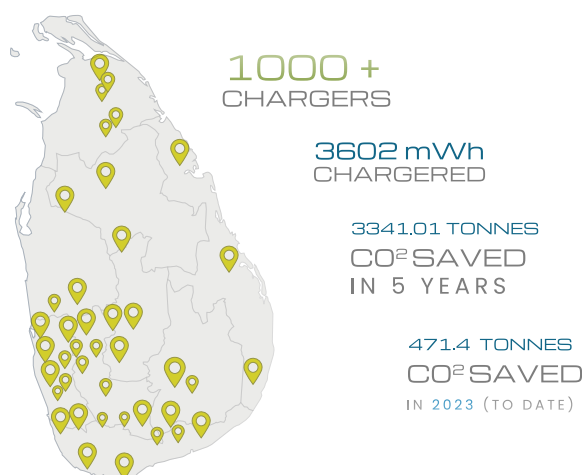 1000 +
CHARGERS
3602 mWh
CHARGERED
3341.01 TONNES
CO² SAVED
IN 5 YEARS
471.4 TONNES
CO² SAVED
IN 2023 (TO DATE)